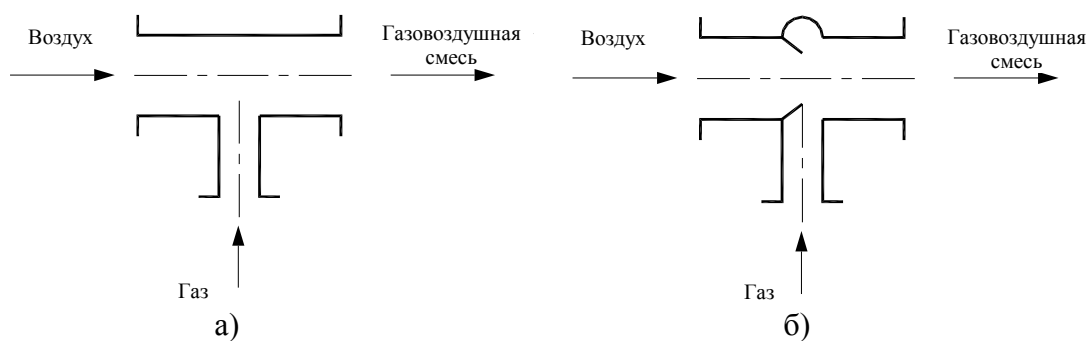 Воздух
Газовоздушная
смесь
Газ
а)
Воздух
Газовоздушная
смесь
Газ
б)